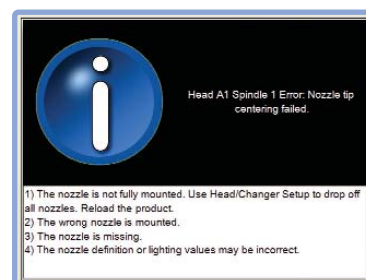 Head A1 Spindle 1 Error: Nozzle tip
centering failed.
1) The nozzle is not fully mounted. Use Head/Changer Setup to drop off
all nozzles. Reload the product.
2) The wrong nozzle is mounted.
3) The nozzle is missing.
4) The nozzle definition or lighting values may be incorrect.